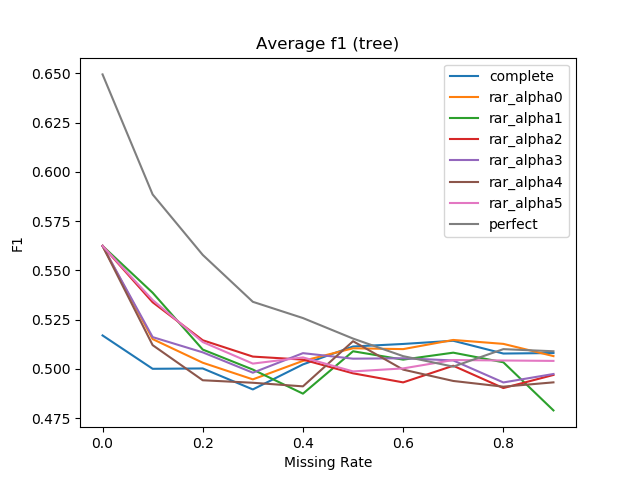 Average f1 (tree)
0.650
0.625
0.600
0.575
0.550
0.525
0.500
0.475
F1
complete
rar_alpha0
rar_alpha1
rar_alpha2
rar_alpha3
rar_alpha4
rar_alpha5
perfect
0.0 0.2 0.4 0.6 0.8
Missing Rate